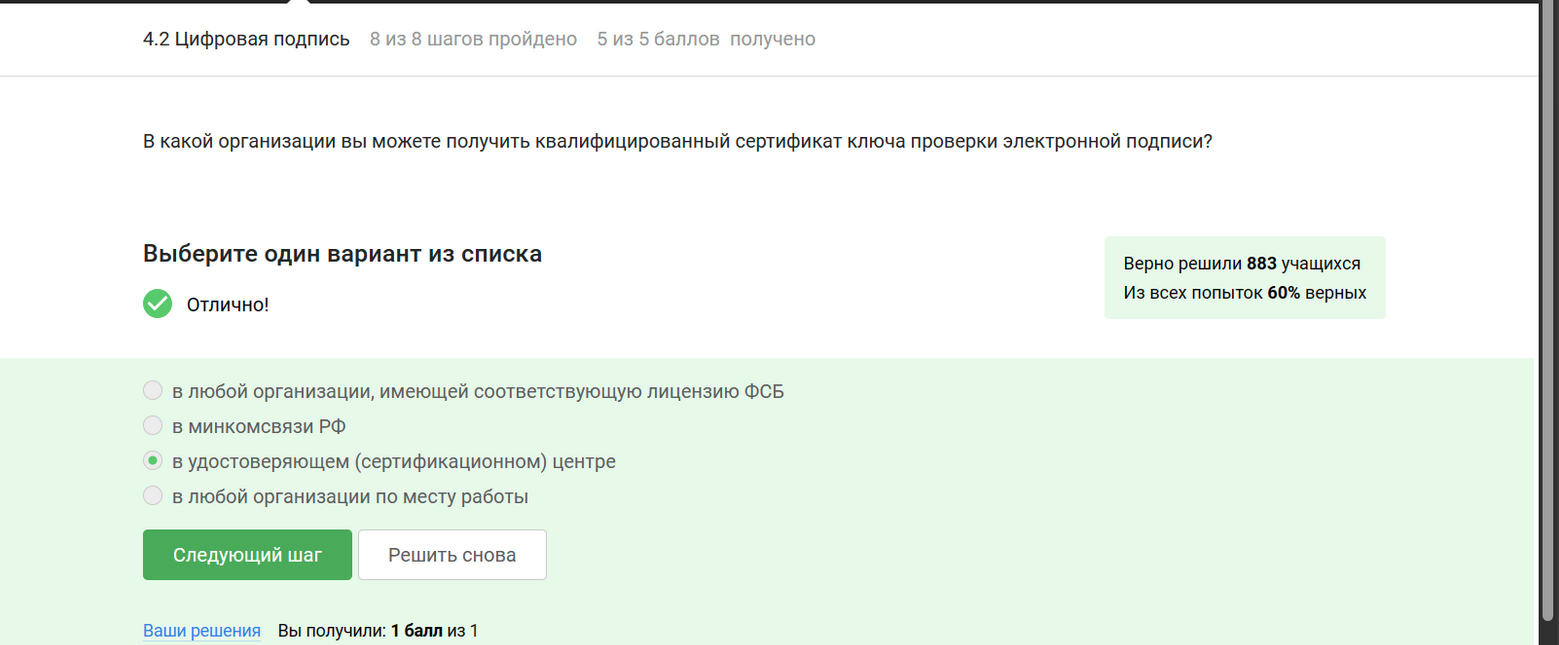 4.2 Цифровая подпись 8 из 8 шагов пройдено 5 из 5 баллов получено
В какой организации вы можете получить квалифицированный сертификат ключа проверки электронной подписи?
Выберите один вариант из списка
Отлично!
Верно решили 883 учащихся
Из всех попыток 60% верных
в любой организации, имеющей соответствующую лицензию ФСБ
в минкомсвязи РФ
в удостоверяющем (сертификационном) центре
в любой организации по месту работы
Следующий шаг Решить снова
Ваши решения Вы получили: 1 балл из 1